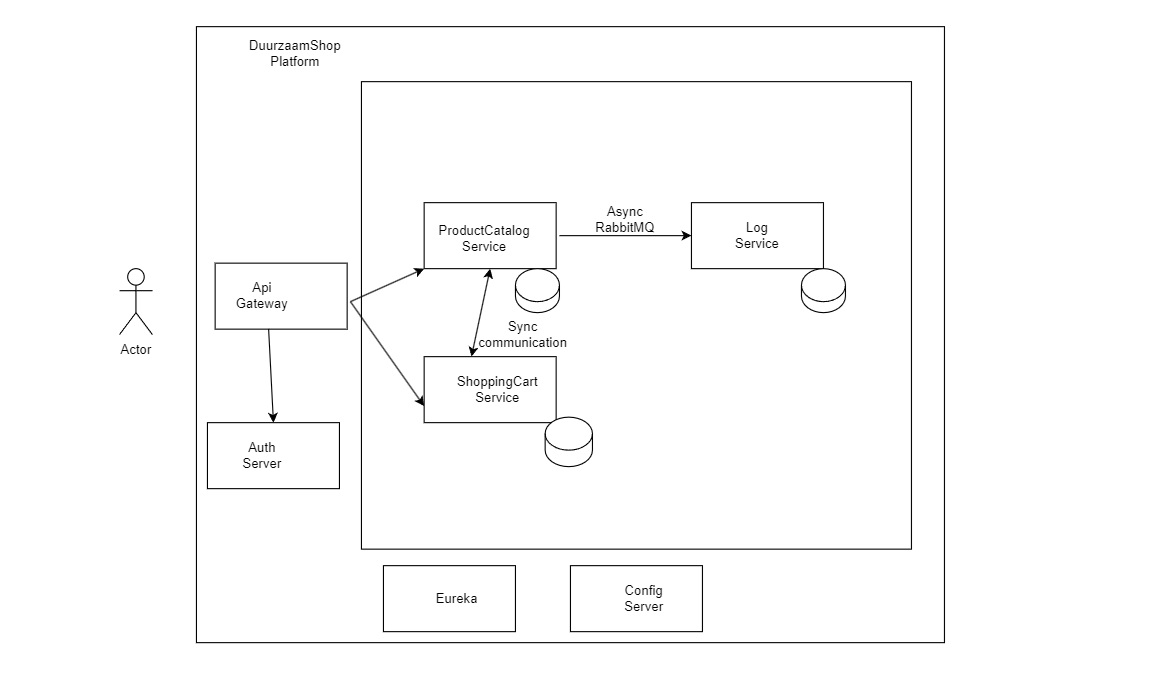 DuurzaamShop
Platform
Async
RabbitMQ
ProductCatalog
Service
Log
Service
Api
Gateway
Sync
communication
Actor
ShoppingCart
Service
Auth
Server
Eureka
Config
Server